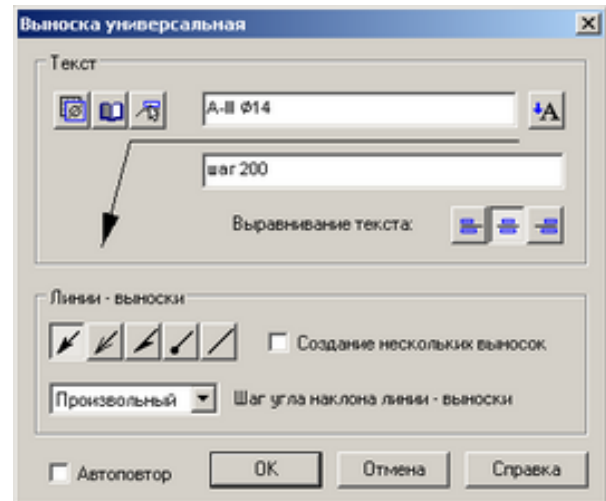 Выноска универсальная
Текст
A-III Ø14
A
шаг 200
Выравнивание текста:
Линии - выноски
Создание нескольких выносок
Произвольный
Шаг угла наклона линии - выноски
Автоповтор
OK
Отмена
Справка